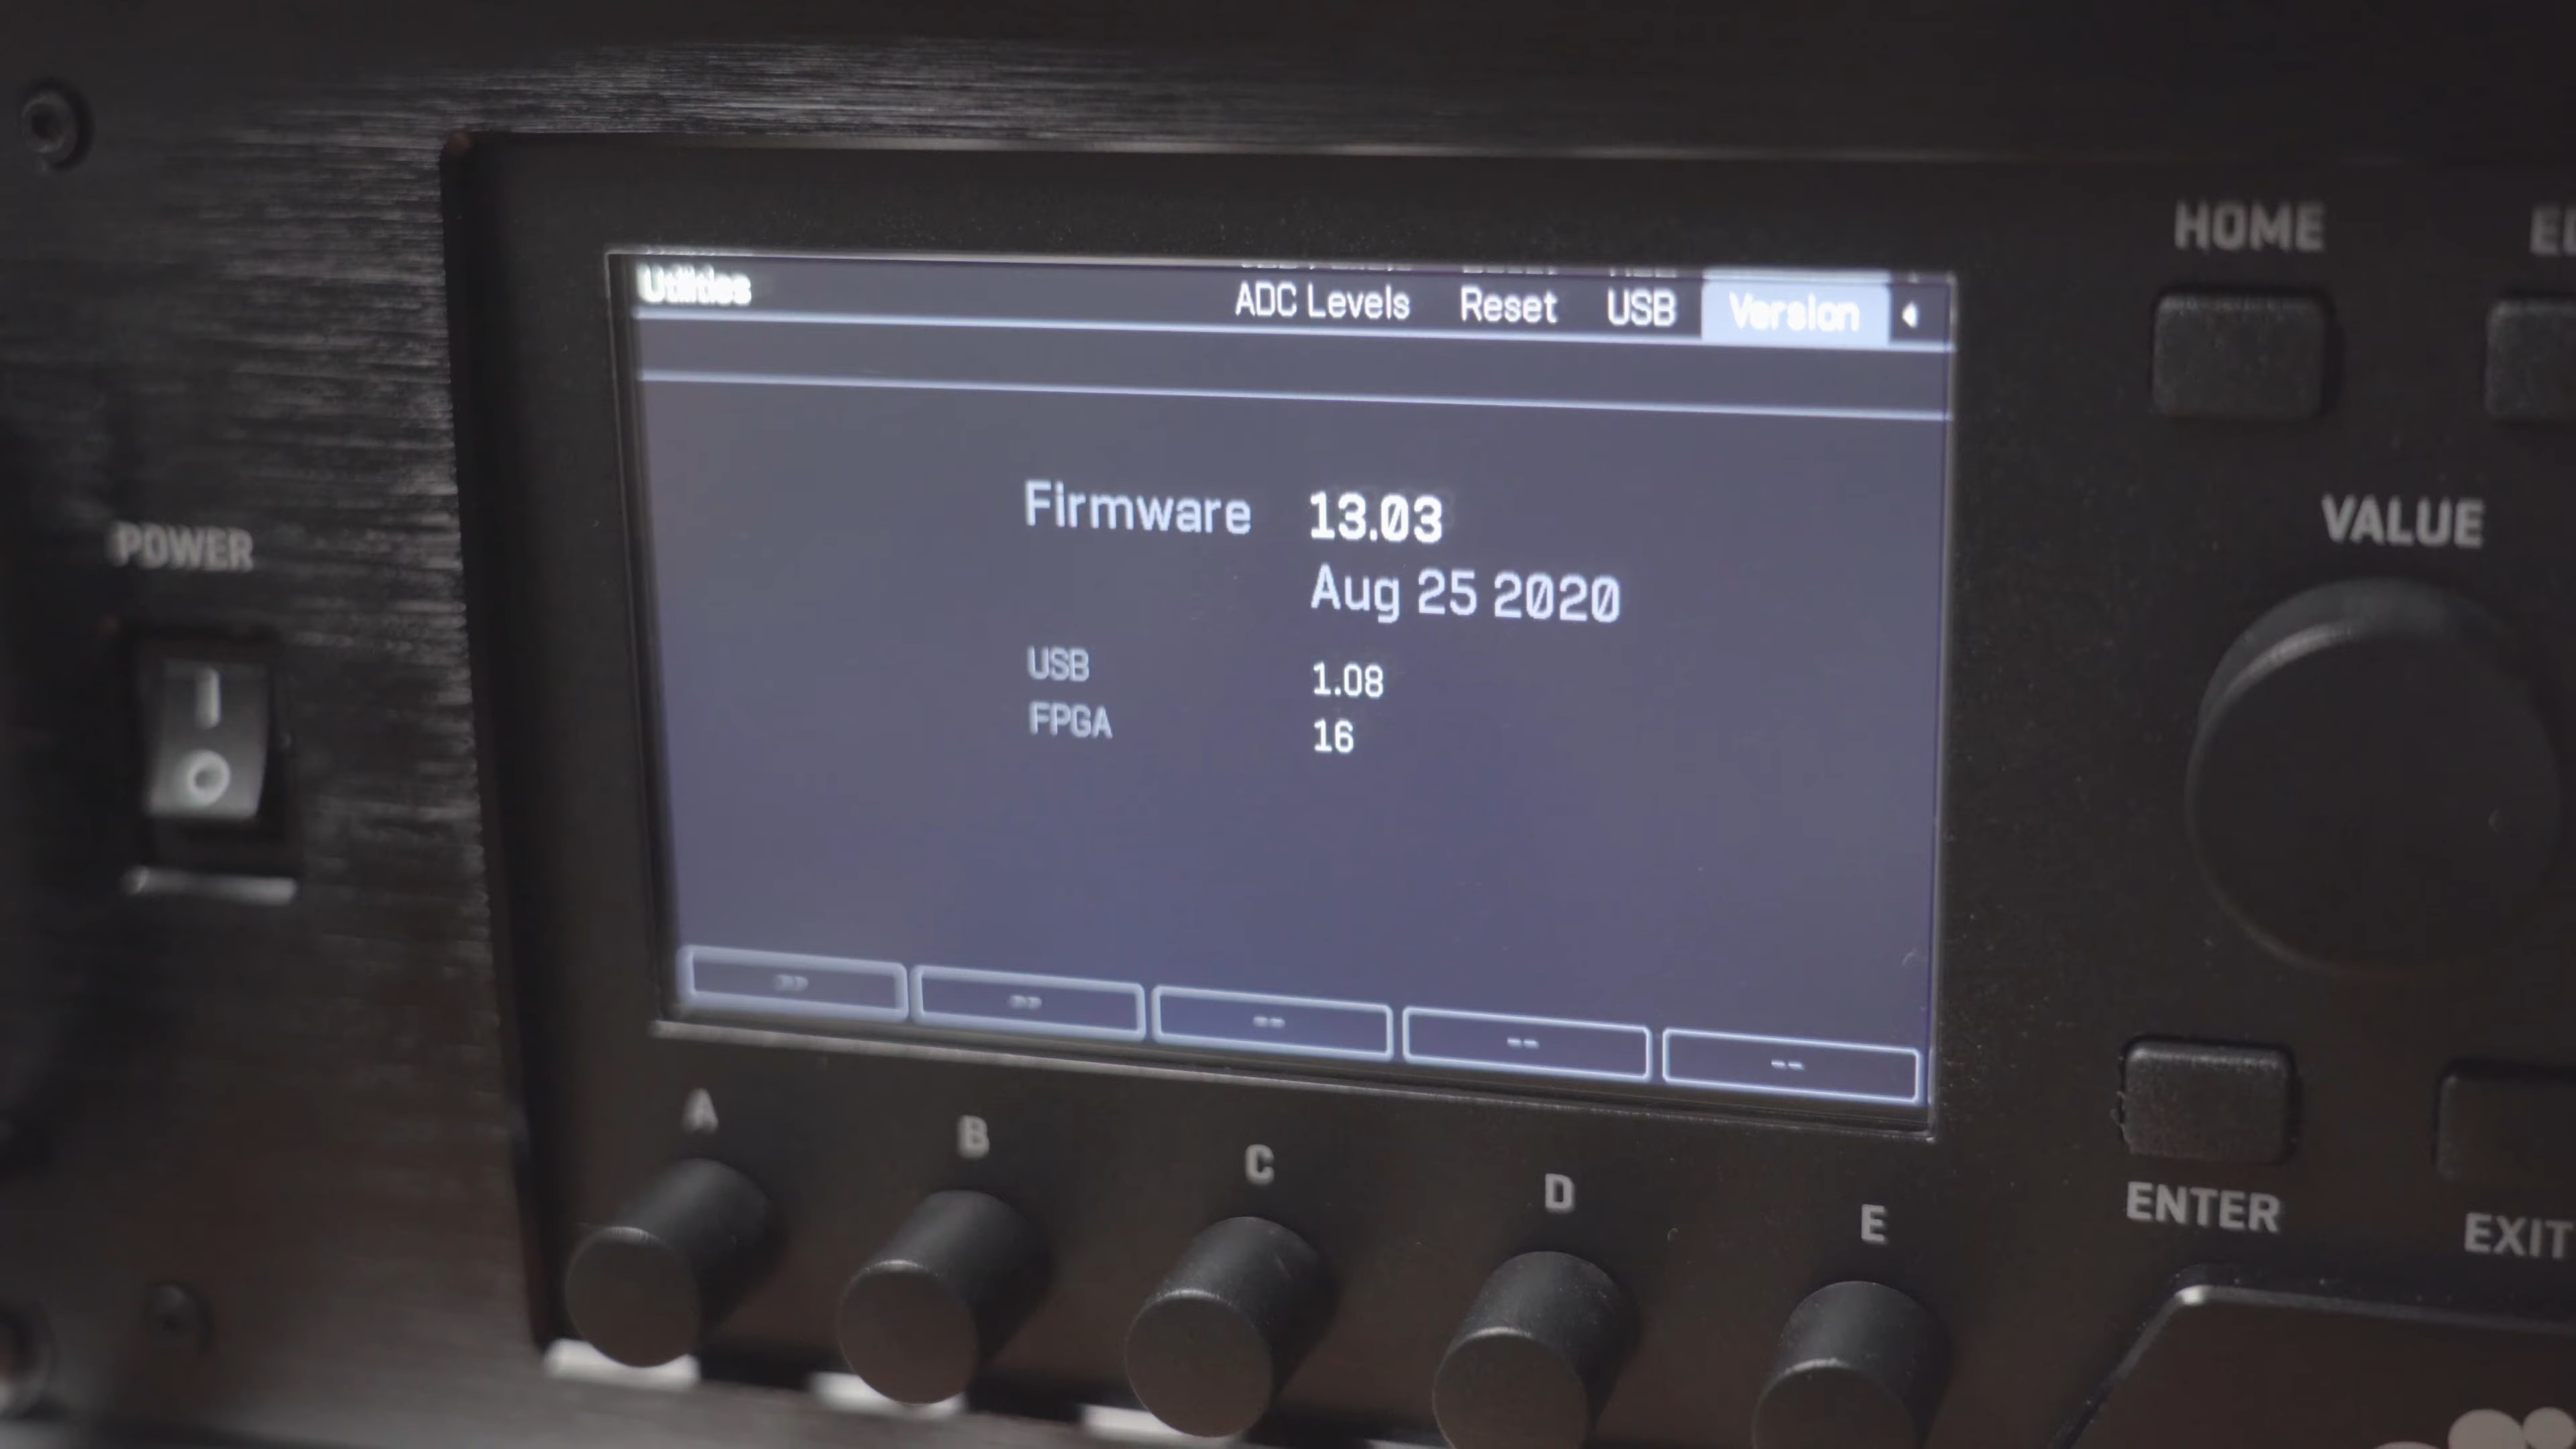 HOME
Utilities
ADC Levels Reset USB Version
VALUE
Firmware 13.03
Aug 25 2020
POWER
USB 1.08
FPGA 16
-- -- --
A B C D E
ENTER
EXIT